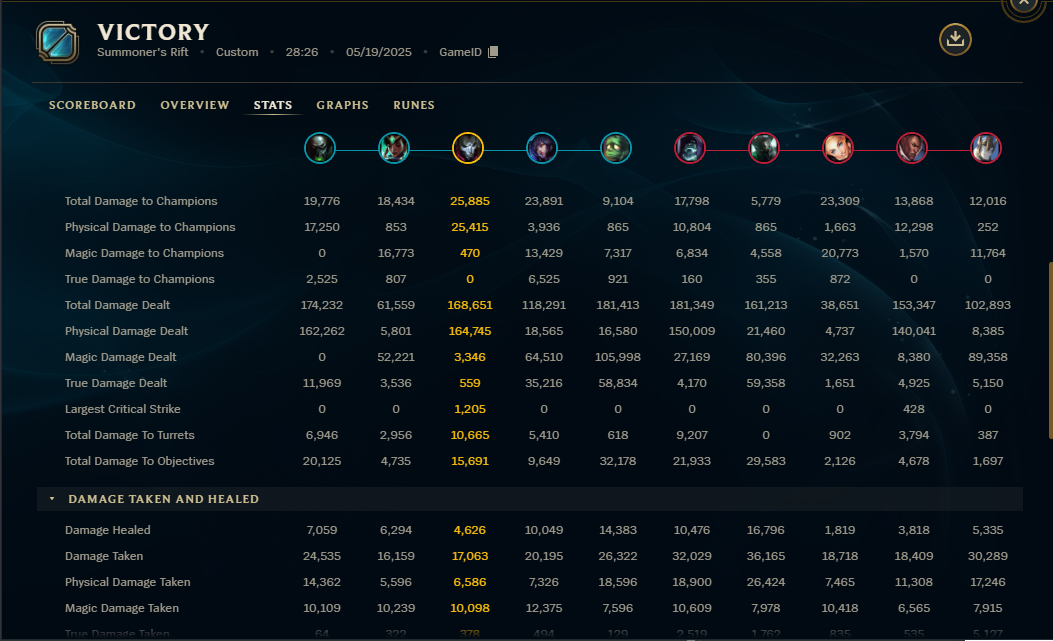 VICTORY
Summoner's Rift • Custom • 28:26 • 05/19/2025 • GameID
SCOREBOARD OVERVIEW STATS GRAPHS RUNES
Total Damage to Champions 19,776 18,434 25,885 23,891 9,104 17,798 5,779 23,309 13,868 12,016
Physical Damage to Champions 17,250 853 25,415 3,936 865 10,804 865 1,663 12,298 252
Magic Damage to Champions 0 16,773 470 13,429 7,317 6,834 4,558 20,773 1,570 11,764
True Damage to Champions 2,525 807 0 6,525 921 160 355 872 0 0
Total Damage Dealt 174,232 61,559 168,651 118,291 181,413 181,349 161,213 38,651 153,347 102,893
Physical Damage Dealt 162,262 5,801 164,745 18,565 16,580 150,009 21,460 4,737 140,041 8,385
Magic Damage Dealt 0 52,221 3,346 64,510 105,998 27,169 80,396 32,263 8,380 89,358
True Damage Dealt 11,969 3,536 559 35,216 58,834 4,170 59,358 1,651 4,925 5,150
Largest Critical Strike 0 0 1,205 0 0 0 0 0 428 0
Total Damage To Turrets 6,946 2,956 10,665 5,410 618 9,207 0 902 3,794 387
Total Damage To Objectives 20,125 4,735 15,691 9,649 32,178 21,933 29,583 2,126 4,678 1,697
DAMAGE TAKEN AND HEALED
Damage Healed 7,059 6,294 4,626 10,049 14,383 10,476 16,796 1,819 3,818 5,335
Damage Taken 24,535 16,159 17,063 20,195 26,322 32,029 36,165 18,718 18,409 30,289
Physical Damage Taken 14,362 5,596 6,586 7,326 18,596 18,900 26,424 7,465 11,308 17,246
Magic Damage Taken 10,109 10,239 10,098 12,375 7,596 10,609 7,978 10,418 6,565 7,915
True Damage Taken 64 322 378 494 129 2,519 1,762 835 535 5,127